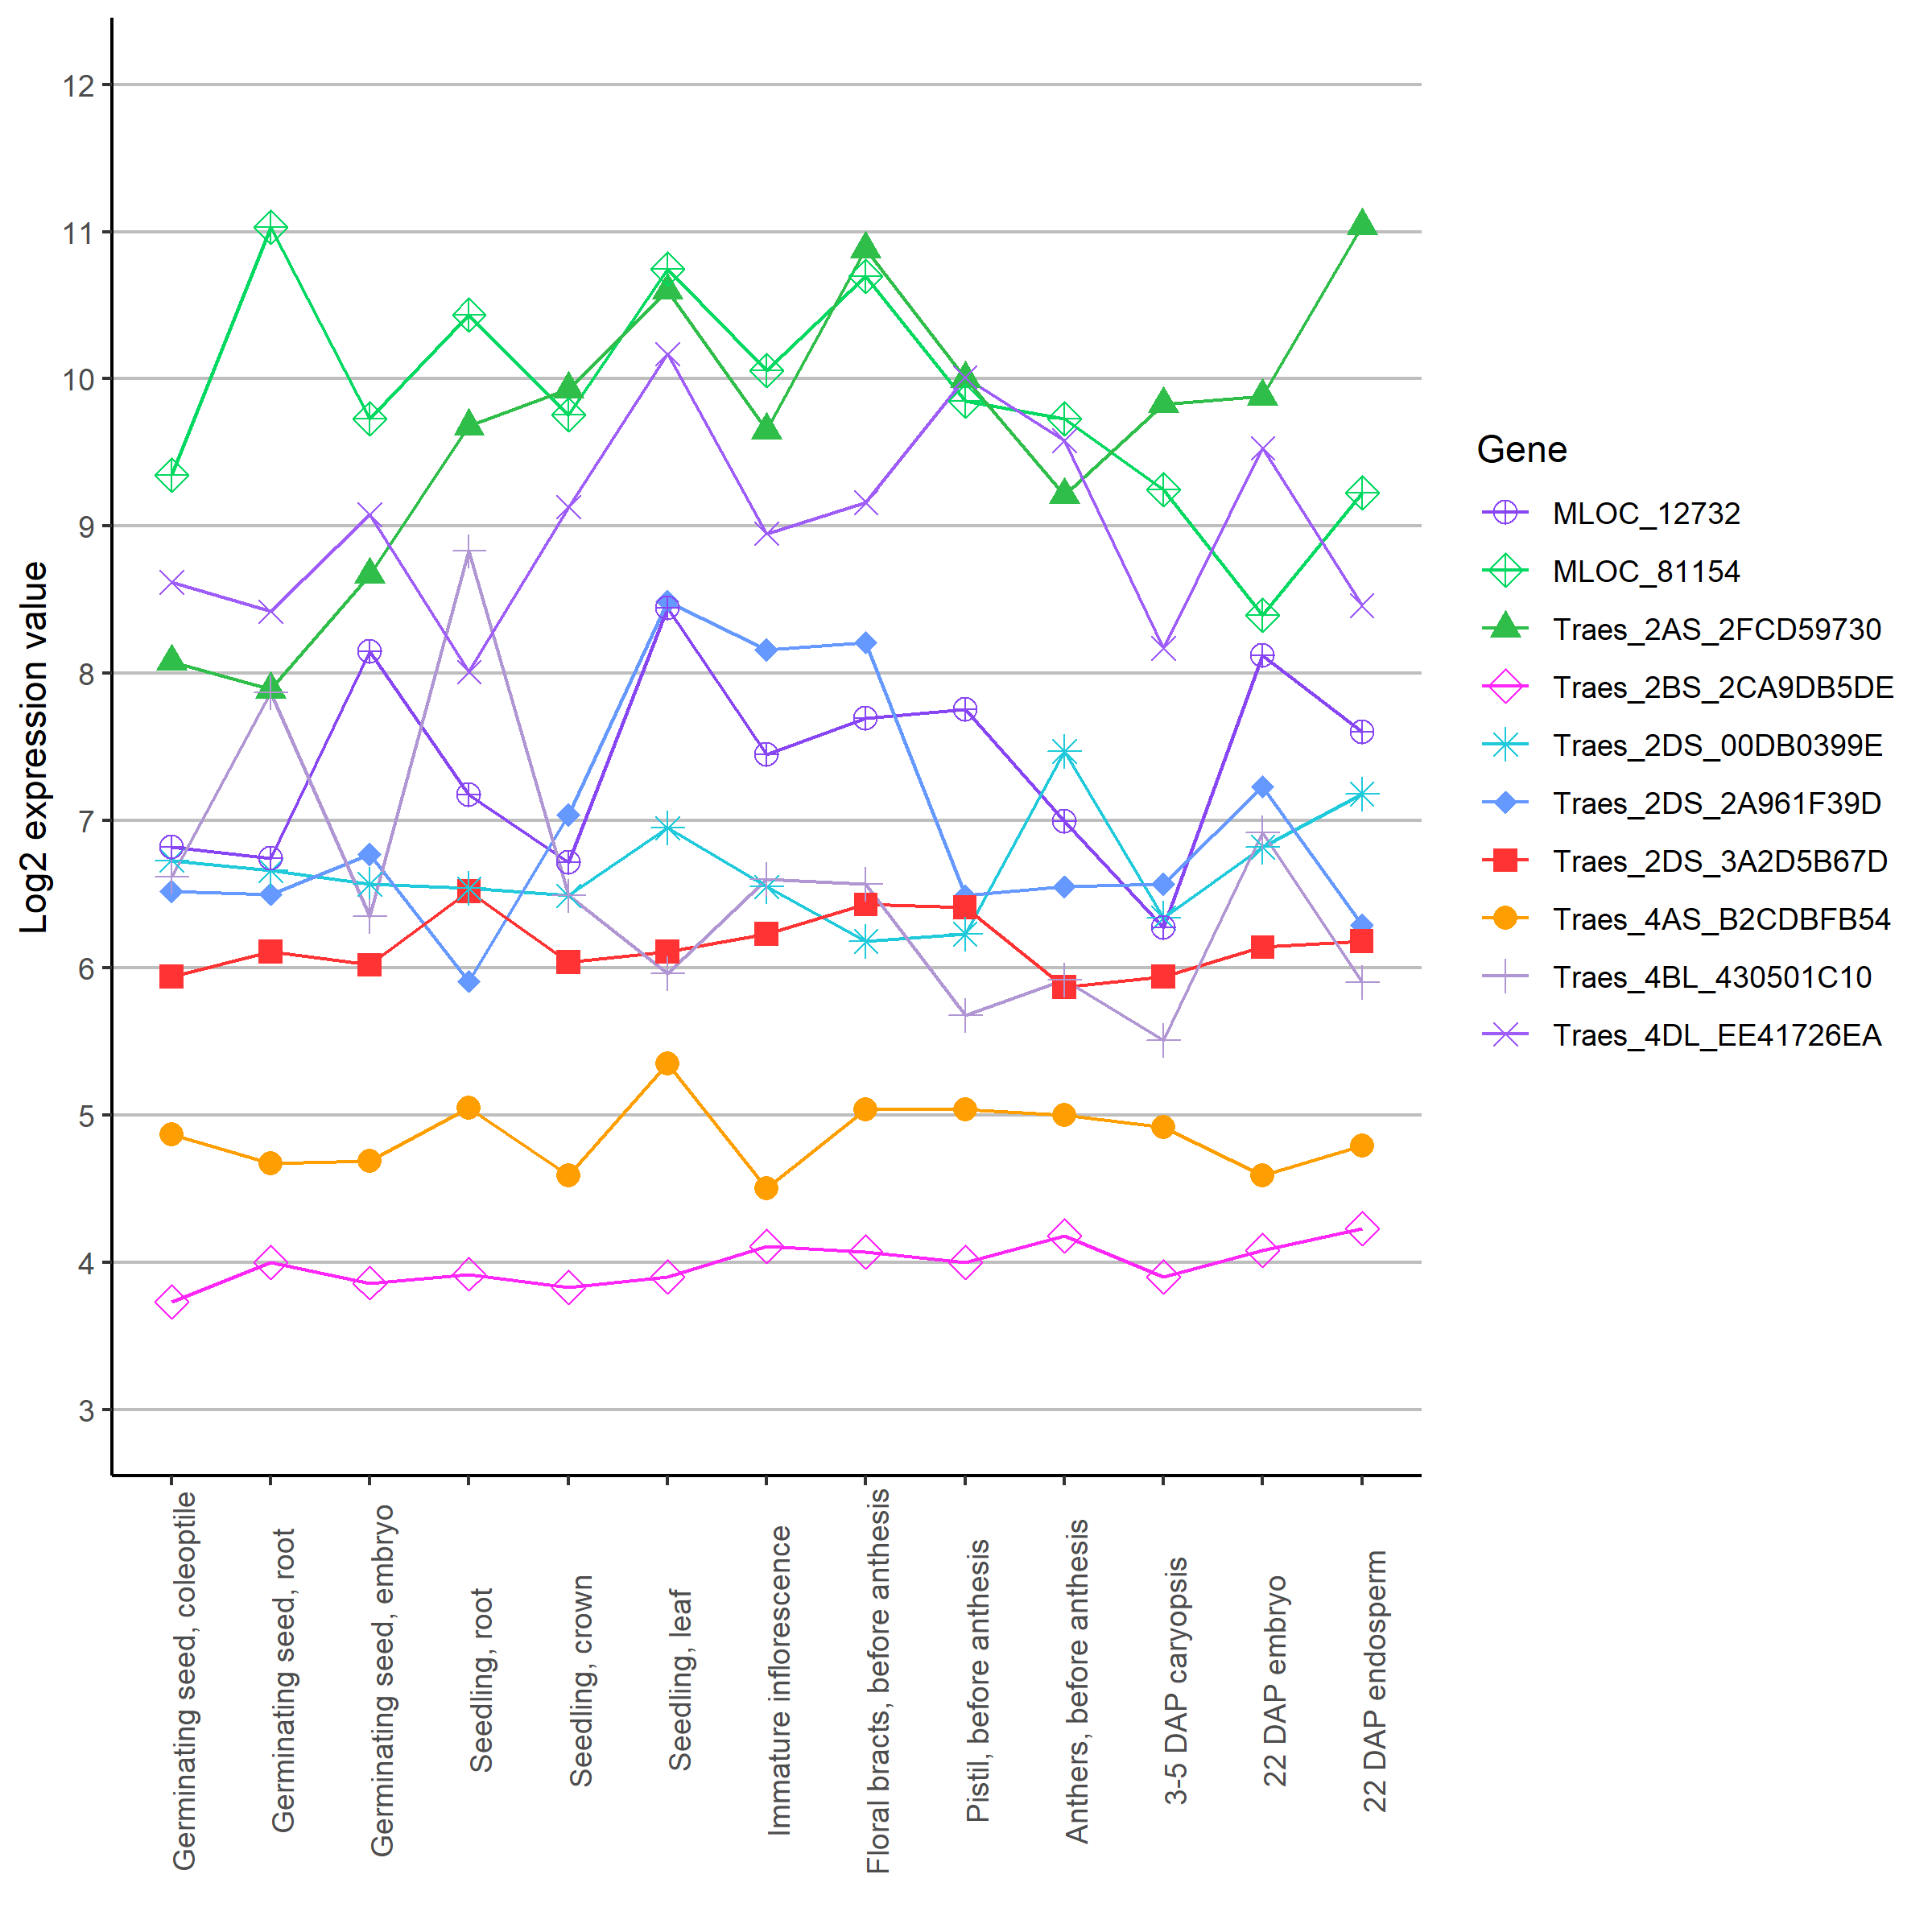 Log2 expression value
12
11
10
9
8
7
6
5
4
3
Germinating seed, coleoptile
Germinating seed, root
Germinating seed, embryo
Seedling, root
Seedling, crown
Seedling, leaf
Immature inflorescence
Floral bracts, before anthesis
Pistil, before anthesis
Anthers, before anthesis
3-5 DAP caryopsis
22 DAP embryo
22 DAP endosperm
Gene
MLOC_12732
MLOC_81154
Traes_2AS_2FCD59730
Traes_2BS_2CA9DB5DE
Traes_2DS_00DB0399E
Traes_2DS_2A961F39D
Traes_2DS_3A2D5B67D
Traes_4AS_B2CDBFB54
Traes_4BL_430501C10
Traes_4DL_EE41726EA